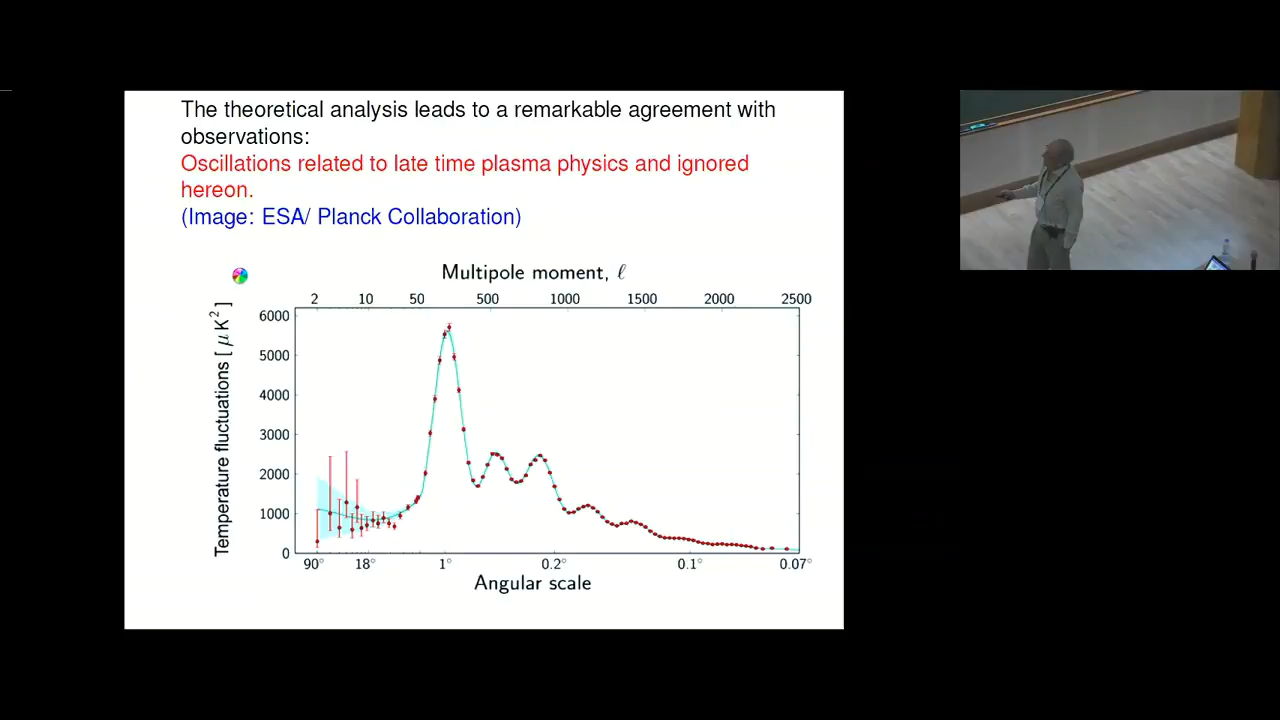 The theoretical analysis leads to a remarkable agreement with
observations:
Oscillations related to late time plasma physics and ignored
hereon.
(Image: ESA/ Planck Collaboration)
Multipole moment, ℓ
2 10 50 500 1000 1500 2000 2500
Temperature fluctuations [ μ K² ]
6000
5000
4000
3000
2000
1000
0
90° 18° 1° 0.2° 0.1° 0.07°
Angular scale